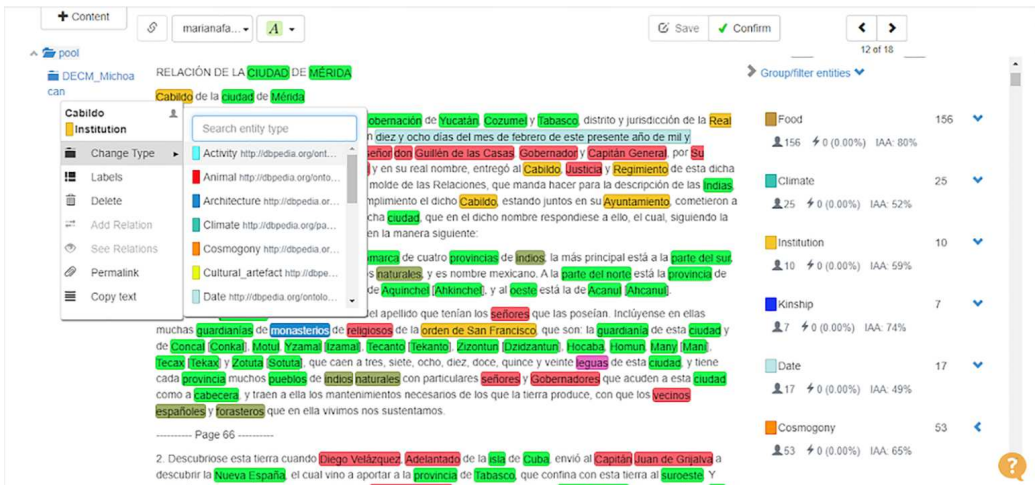 + Content
marianafa...
A
Save
✔ Confirm
12 of 18
pool
DECM_Michoa
can
RELACIÓN DE LA CIUDAD DE MÉRIDA
Cabildo de la ciudad de Mérida
Cabildo
Institution
Change Type
Labels
Delete
Add Relation
See Relations
Permalink
Copy text
Search entity type
Activity http://dbpedia.org/ont...
Animal http://dbpedia.org/onto...
Architecture http://dbpedia.or...
Climate http://dbpedia.org/pa...
Cosmogony http://dbpedia.or...
Cultural_artefact http://dbpe...
Date http://dbpedia.org/ontolo...
obernación de Yucatán, Cozumel y Tabasco, distrito y jurisdicción de la Real
n diez y ocho días del mes de febrero de este presente año de mil y
señor don Guillén de las Casas, Gobernador y Capitán General, por Su
y en su real nombre, entregó al Cabildo, Justicia y Regimiento de esta dicha
molde de las Relaciones, que manda hacer para la descripción de las Indias.
mplimiento el dicho Cabildo, estando juntos en su Ayuntamiento, cometieron a
cha ciudad, que en el dicho nombre respondiese a ello, el cual, siguiendo la
en la manera siguiente:
marca de cuatro provincias de indios, la más principal está a la parte del sur,
s naturales, y es nombre mexicano. A la parte del norte está la provincia de
de Aquinchel [Ahkinchel], y al oeste está la de Acanul [Ahcanul].
el apellido que tenían los señores que las poseían. Inclúyense en ellas
muchas guardianías de monasterios de religiosos de la orden de San Francisco, que son: la guardianía de esta ciudad y
de Concal [Conkal], Motul, Yzamal [Izamal], Tecanto [Tekanto], Zizontun [Dzidzantun], Hocaba, Homun, Many [Maní],
Tecax [Tekax] y Zotuta [Sotuta], que caen a tres, siete, ocho, diez, doce, quince y veinte leguas de esta ciudad, y tiene
cada provincia muchos pueblos de indios naturales con particulares señores y Gobernadores que acuden a esta ciudad
como a cabecera, y traen a ella los mantenimientos necesarios de los que la tierra produce, con que los vecinos
españoles y forasteros que en ella vivimos nos sustentamos.
---------- Page 66 ----------
2. Descubriose esta tierra cuando Diego Velázquez, Adelantado de la isla de Cuba, envió al Capitán Juan de Grijalva a
descubrir la Nueva España, el cual vino a aportar a la provincia de Tabasco, que confina con esta tierra al suroeste. Y
Group/filter entities
Food 156
156 0 (0.00%) IAA: 80%
Climate 25
25 0 (0.00%) IAA: 52%
Institution 10
10 0 (0.00%) IAA: 59%
Kinship 7
7 0 (0.00%) IAA: 74%
Date 17
17 0 (0.00%) IAA: 49%
Cosmogony 53
53 0 (0.00%) IAA: 65%
?